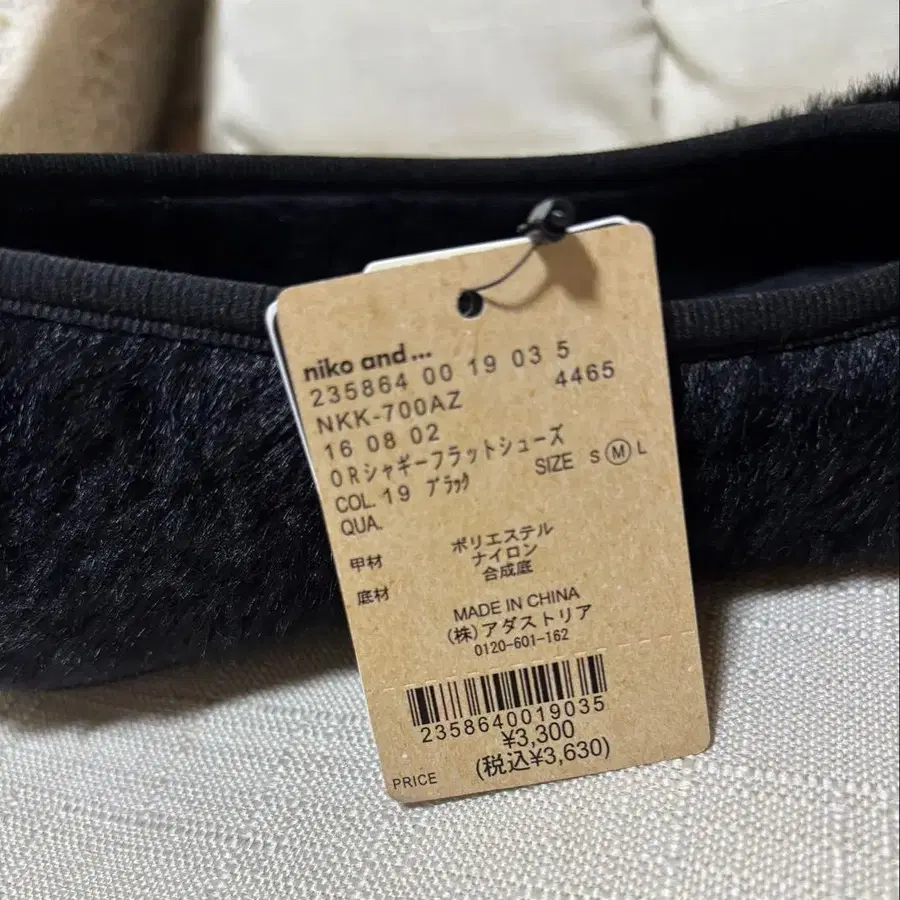 niko and ...
235864 00 19 03 5
NKK-700AZ 4465
16 08 02
ORシャギーフラットシューズ
COL.19 ブラック SIZE S M L
QUA.
甲材 ポリエステル
ナイロン
底材 合成底
MADE IN CHINA
(株)アダストリア
0120-601-162
2358640019035
¥3,300
PRICE (税込¥3,630)